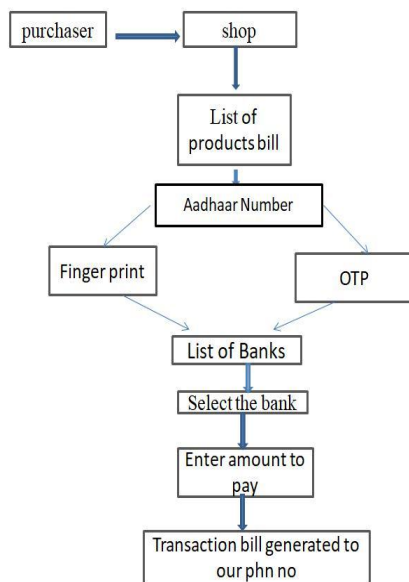 purchaser
shop
List of
products bill
Aadhaar Number
Finger print
OTP
List of Banks
Select the bank
Enter amount to
pay
Transaction bill generated to
our phn no